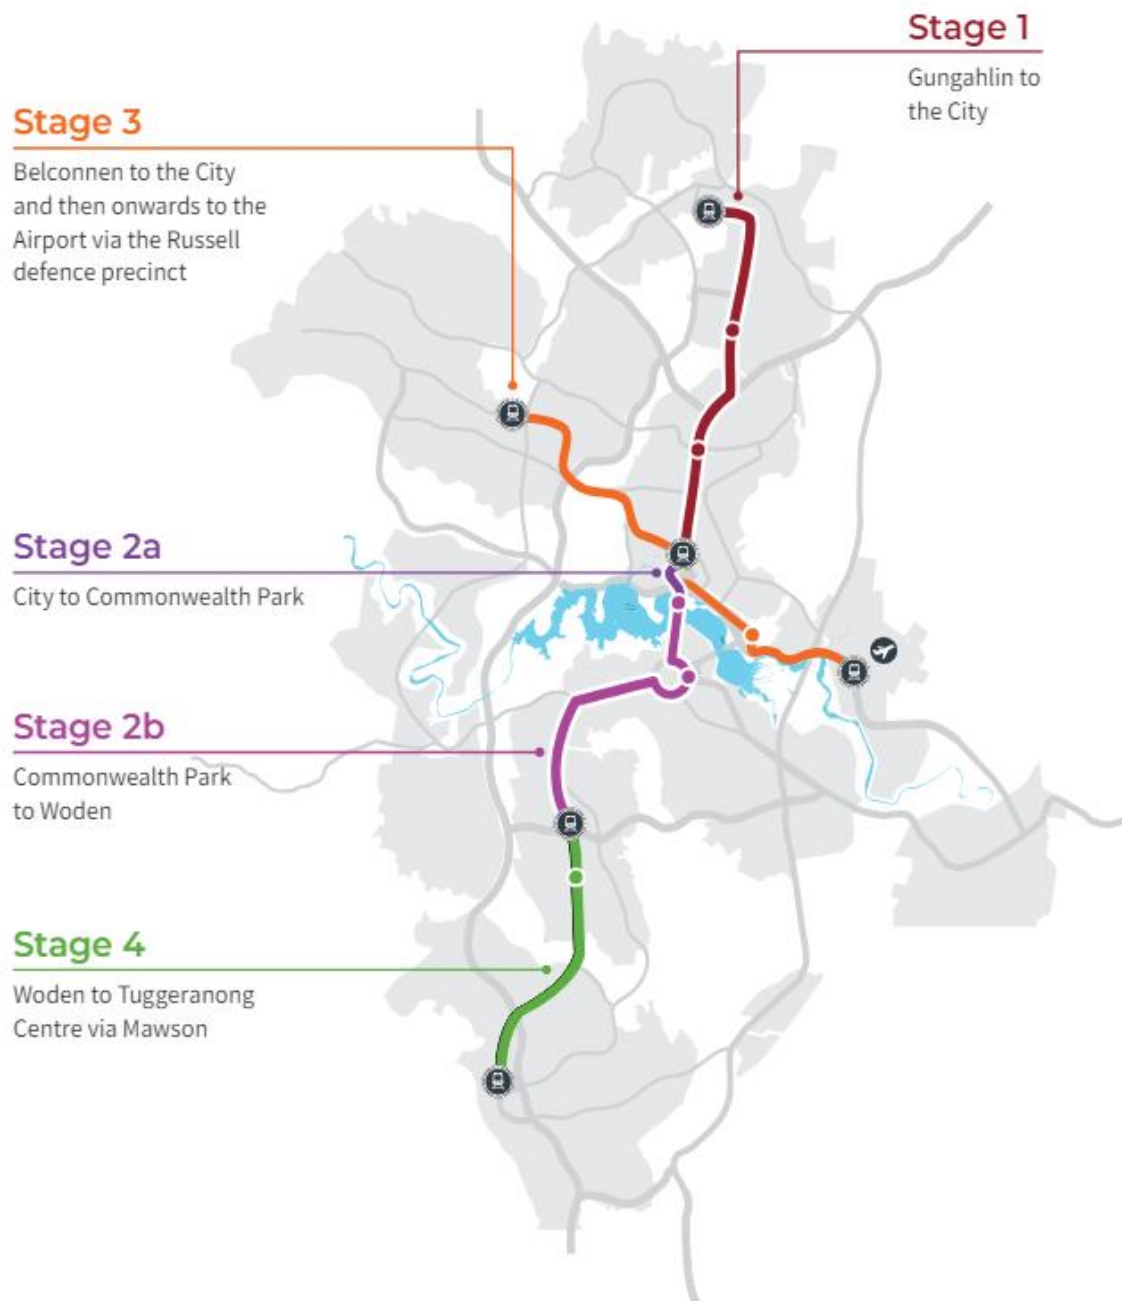 Stage 1
Gungahlin to
the City
Stage 3
Belconnen to the City
and then onwards to the
Airport via the Russell
defence precinct
Stage 2a
City to Commonwealth Park
Stage 2b
Commonwealth Park
to Woden
Stage 4
Woden to Tuggeranong
Centre via Mawson